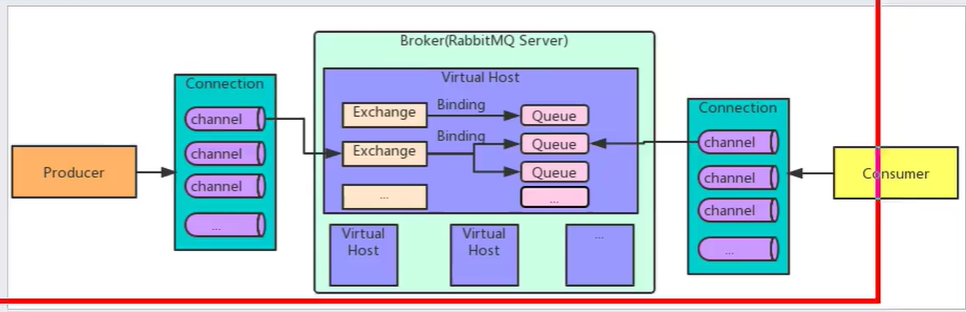 Broker(RabbitMQ Server)
Virtual Host
Connection
channel
channel
channel
...
Producer
Exchange
Binding
Queue
Exchange
Binding
Queue
Queue
...
...
Virtual
Host
Virtual
Host
...
Connection
channel
channel
channel
...
Consumer